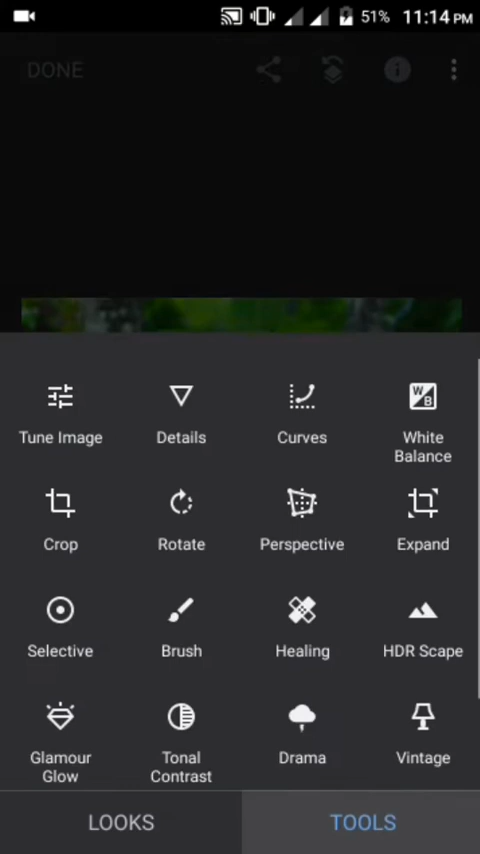 51% 11:14 PM
DONE
Tune Image
Details
Curves
White
Balance
Crop
Rotate
Perspective
Expand
Selective
Brush
Healing
HDR Scape
Glamour
Glow
Tonal
Contrast
Drama
Vintage
LOOKS
TOOLS